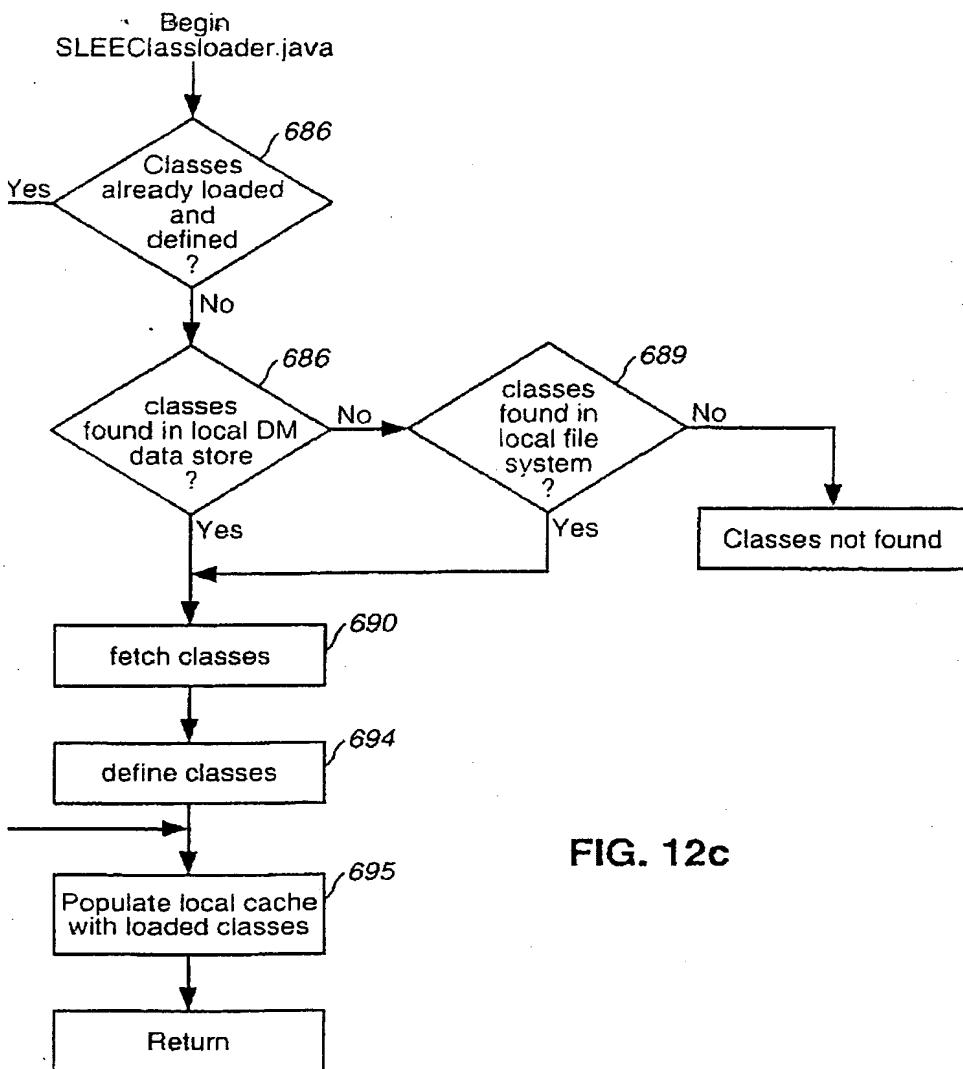 Begin
SLEEClassloader.java
686
Classes
already loaded
and
defined
?
Yes
No
686
classes
found in local DM
data store
?
No
689
classes
found in
local file
system
?
No
Yes
Yes
Classes not found
690
fetch classes
694
define classes
695
Populate local cache
with loaded classes
Return
FIG. 12c